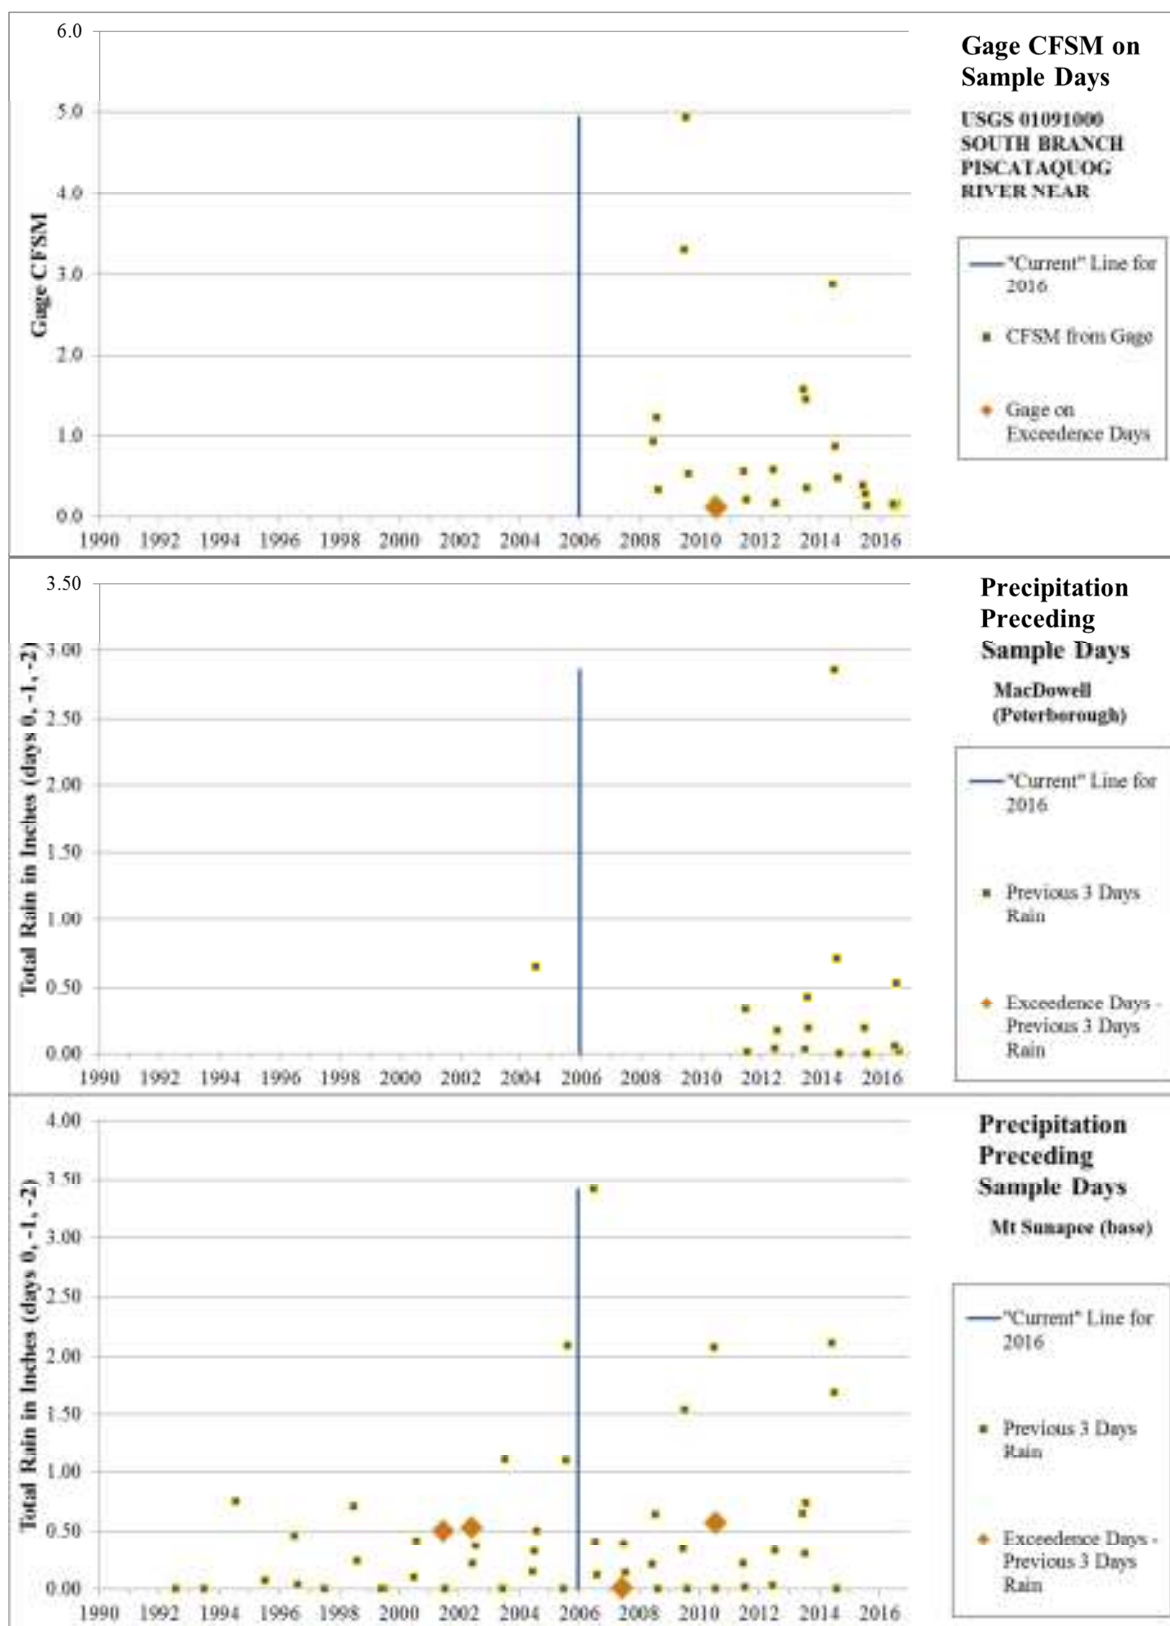 6.0
5.0
4.0
3.0
2.0
1.0
0.0
Gage CFSM
1990 1992 1994 1996 1998 2000 2002 2004 2006 2008 2010 2012 2014 2016
Gage CFSM on
Sample Days
USGS 01091000
SOUTH BRANCH
PISCATAQUOG
RIVER NEAR
"Current" Line for
2016
CFSM from Gage
Gage on
Exceedence Days
3.50
3.00
2.50
2.00
1.50
1.00
0.50
0.00
Total Rain in Inches (days 0, -1, -2)
1990 1992 1994 1996 1998 2000 2002 2004 2006 2008 2010 2012 2014 2016
Precipitation
Preceding
Sample Days
MacDowell
(Peterborough)
"Current" Line for
2016
Previous 3 Days
Rain
Exceedence Days -
Previous 3 Days
Rain
4.00
3.50
3.00
2.50
2.00
1.50
1.00
0.50
0.00
Total Rain in Inches (days 0, -1, -2)
1990 1992 1994 1996 1998 2000 2002 2004 2006 2008 2010 2012 2014 2016
Precipitation
Preceding
Sample Days
Mt Sunapee (base)
"Current" Line for
2016
Previous 3 Days
Rain
Exceedence Days -
Previous 3 Days
Rain